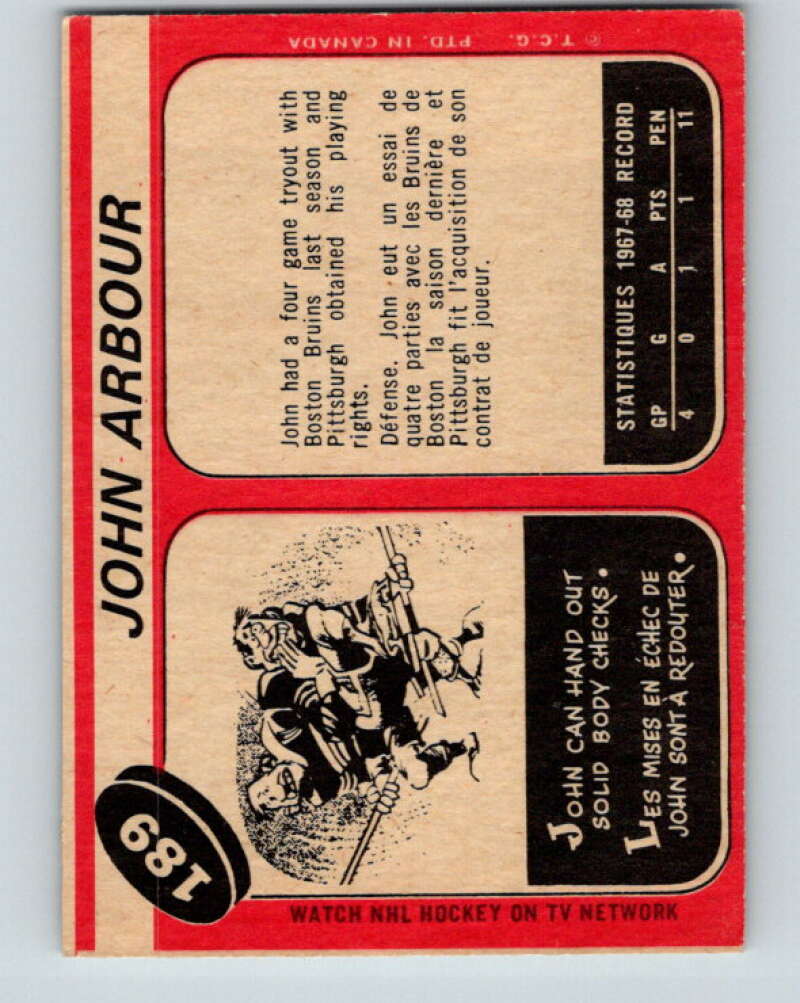 189
JOHN ARBOUR
John had a four game tryout with
Boston Bruins last season and
Pittsburgh obtained his playing
rights.
Défense. John eut un essai de
quatre parties avec les Bruins de
Boston la saison dernière et
Pittsburgh fit l'acquisition de son
contrat de joueur.
STATISTIQUES 1967-68 RECORD
GP G A PTS PEN
4 0 1 1 11
JOHN CAN HAND OUT
SOLID BODY CHECKS.
LES MISES EN ÉCHEC DE
JOHN SONT À REDOUTER.
WATCH NHL HOCKEY ON TV NETWORK
© T.C.G. PTD. IN CANADA